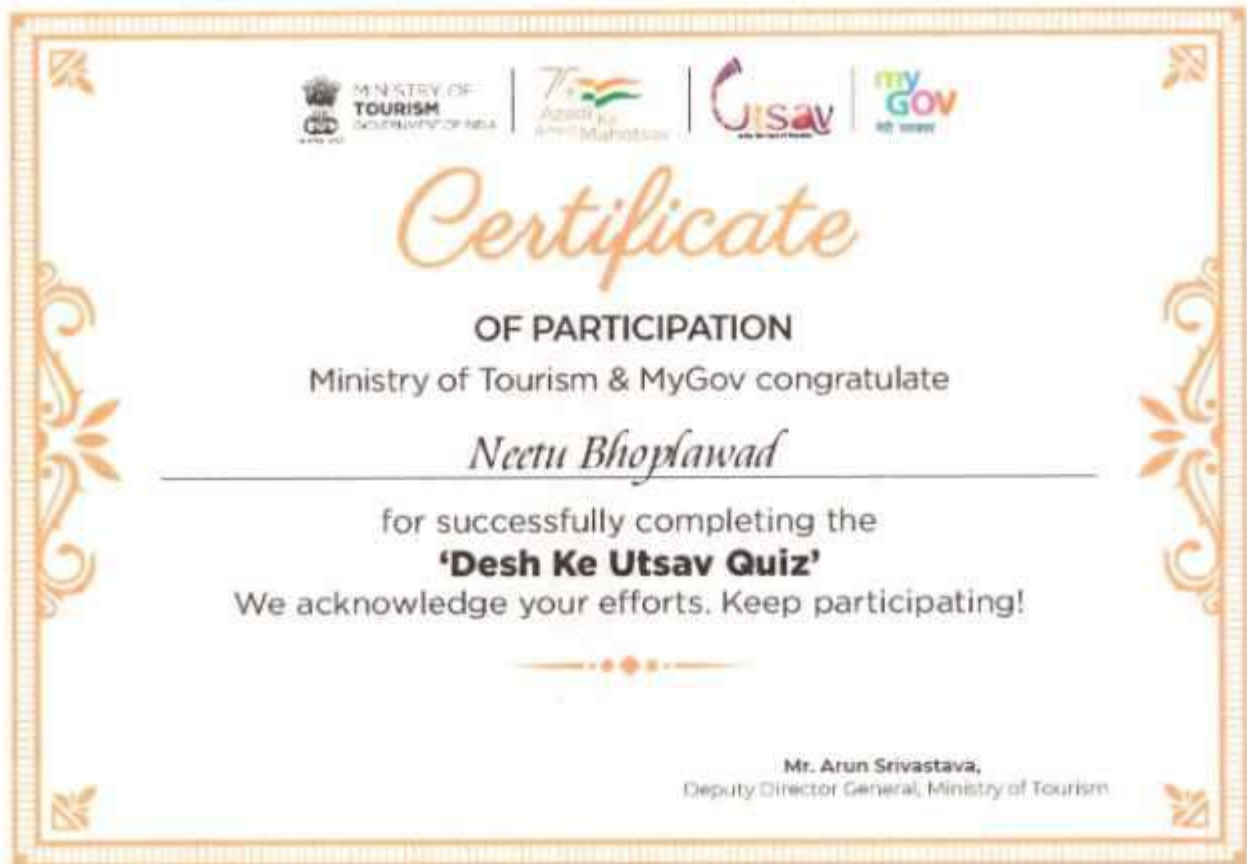 MINISTRY OF
TOURISM
GOVERNMENT OF INDIA
Azadi Ka
Amrit Mahotsav
Utsav
my
GOV
मेरी सरकार
Certificate
OF PARTICIPATION
Ministry of Tourism & MyGov congratulate
Neetu Bhoplawad
for successfully completing the
‘Desh Ke Utsav Quiz’
We acknowledge your efforts. Keep participating!
Mr. Arun Srivastava,
Deputy Director General, Ministry of Tourism